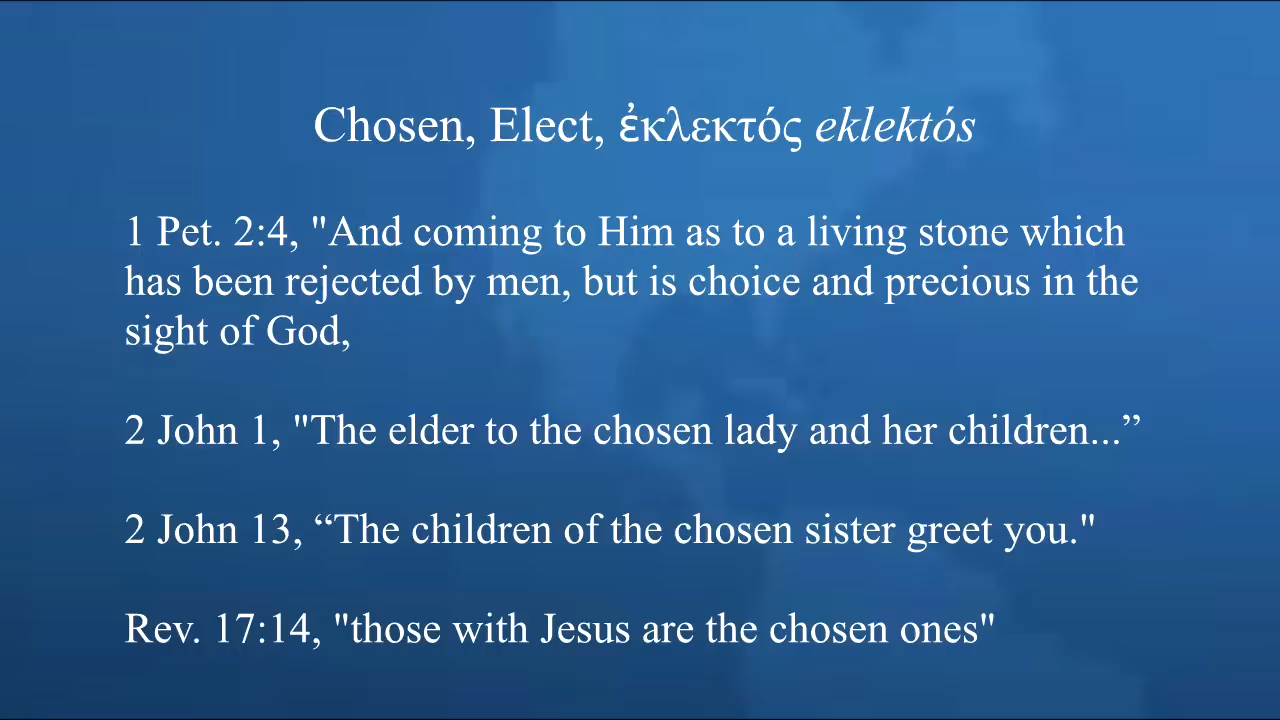 Chosen, Elect, ἐκλεκτός eklektós
1 Pet. 2:4, "And coming to Him as to a living stone which
has been rejected by men, but is choice and precious in the
sight of God,
2 John 1, "The elder to the chosen lady and her children...”
2 John 13, “The children of the chosen sister greet you."
Rev. 17:14, "those with Jesus are the chosen ones"